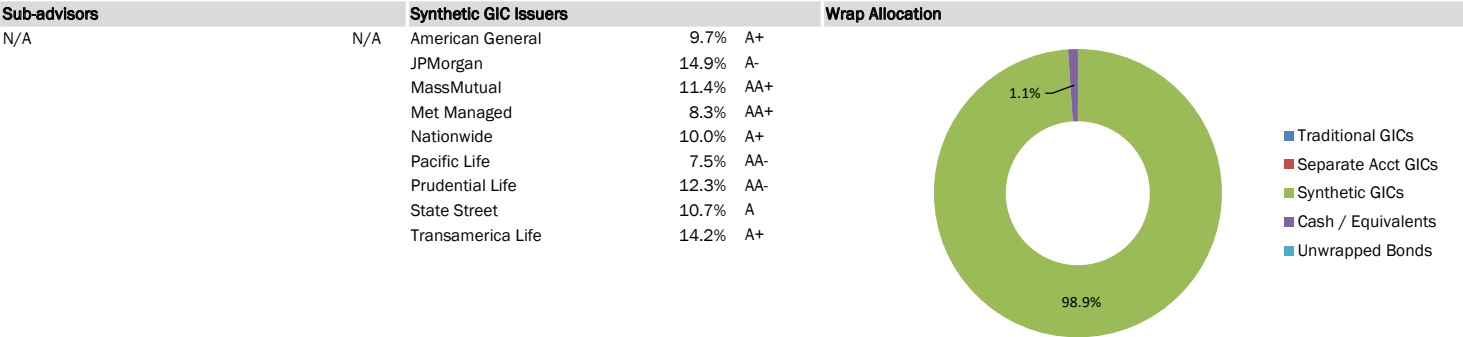 Sub-advisors
N/A N/A
Synthetic GIC Issuers
American General 9.7% A+
JPMorgan 14.9% A-
MassMutual 11.4% AA+
Met Managed 8.3% AA+
Nationwide 10.0% A+
Pacific Life 7.5% AA-
Prudential Life 12.3% AA-
State Street 10.7% A
Transamerica Life 14.2% A+
Wrap Allocation
1.1%
98.9%
Traditional GICs
Separate Acct GICs
Synthetic GICs
Cash / Equivalents
Unwrapped Bonds